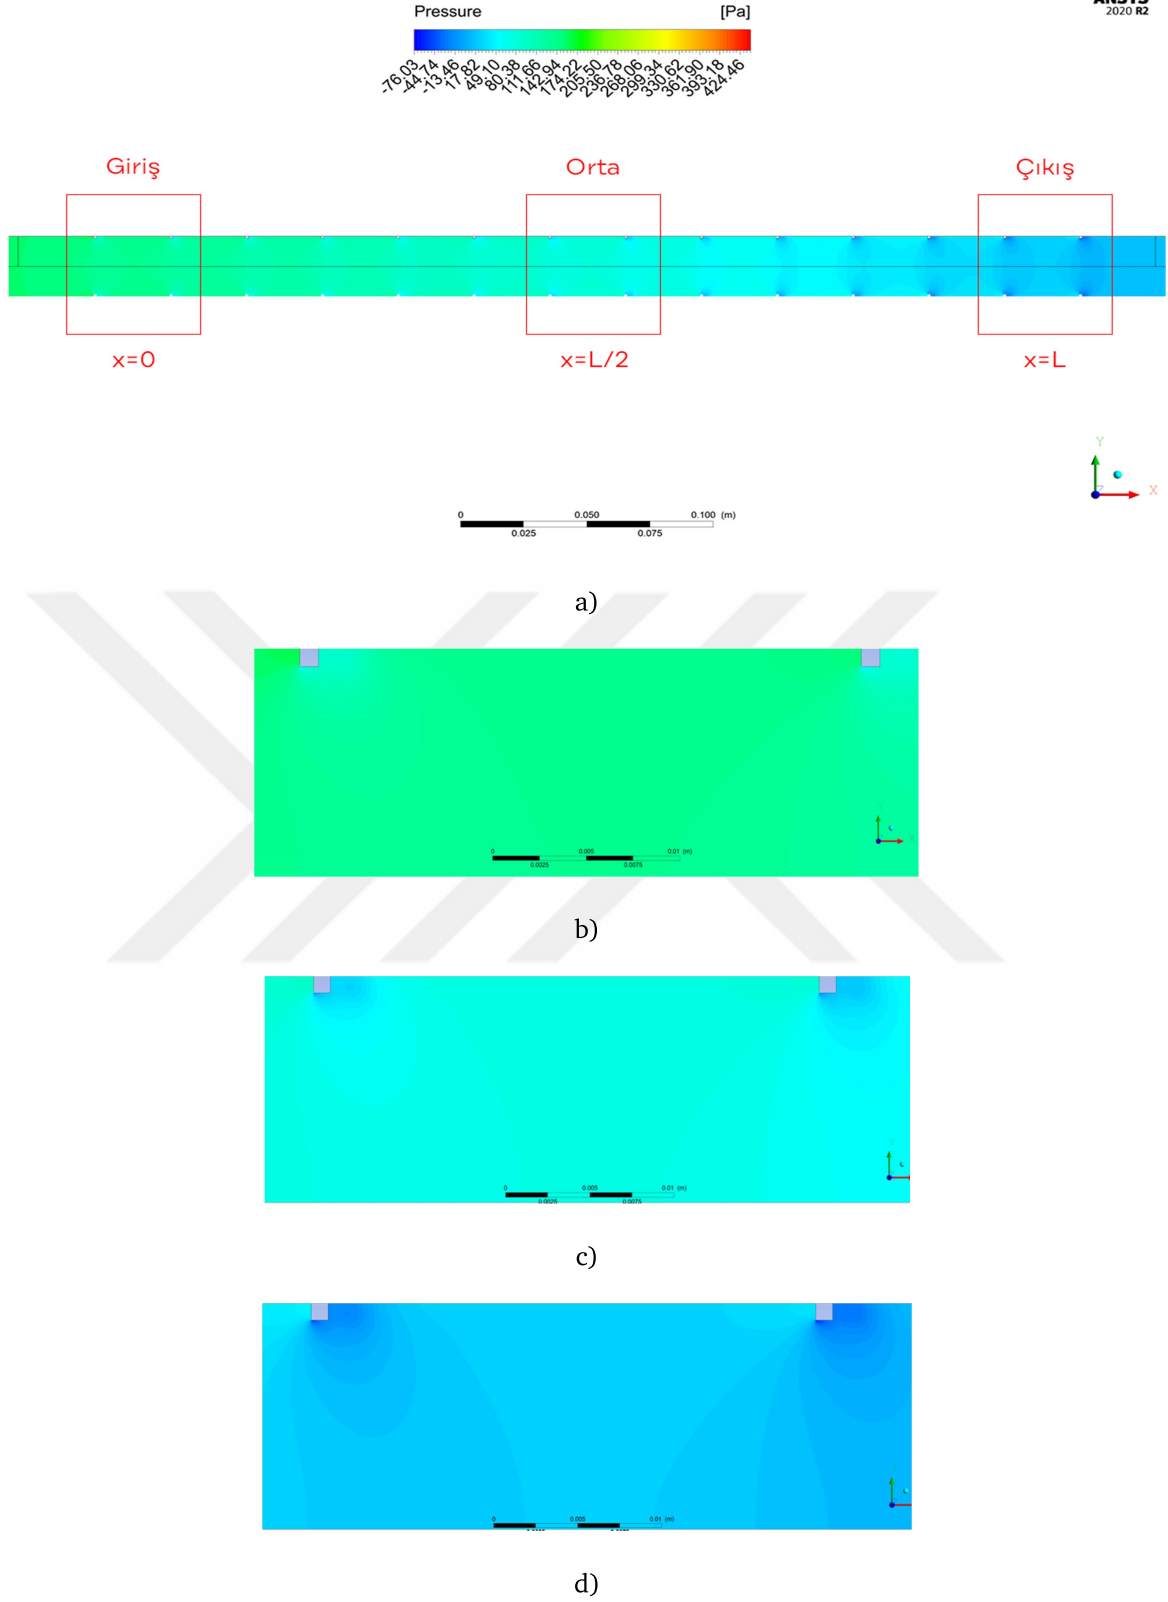 ANSYS
2020 R2
Pressure [Pa]
-76.03 -44.74 -13.46 17.82 49.10 80.38 111.66 142.94 174.22 205.50 236.78 268.06 299.34 330.62 361.90 393.18 424.46
Giriş Orta Çıkış
x=0 x=L/2 x=L
Y
Z X
0 0.050 0.100 (m)
0.025 0.075
a)
0 0.005 0.01 (m)
0.0025 0.0075
b)
0 0.005 0.01 (m)
0.0025 0.0075
c)
0 0.005 0.01 (m)
d)